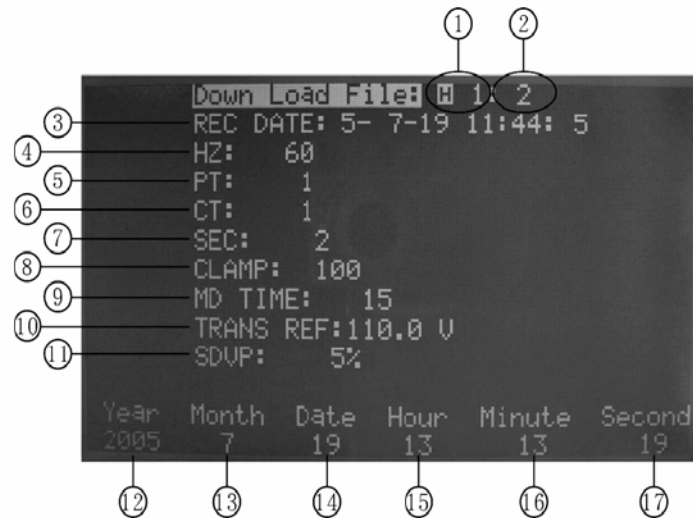 ① ②
Down Load File: H 1: 2
③ REC DATE: 5- 7-19 11:44: 5
④ HZ: 60
⑤ PT: 1
⑥ CT: 1
⑦ SEC: 2
⑧ CLAMP: 100
⑨ MD TIME: 15
⑩ TRANS REF:110.0 V
⑪ SDVP: 5%
Year Month Date Hour Minute Second
2005 7 19 13 13 19
⑫ ⑬ ⑭ ⑮ ⑯ ⑰